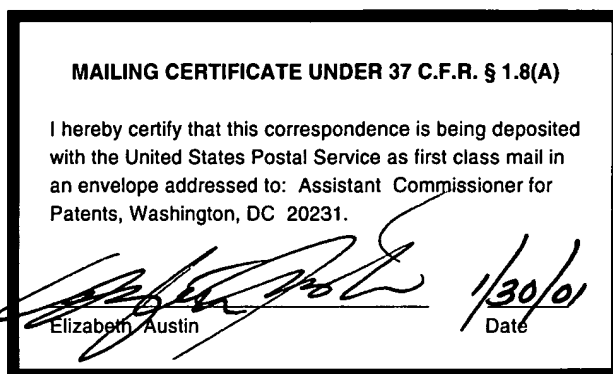 MAILING CERTIFICATE UNDER 37 C.F.R. § 1.8(A)
I hereby certify that this correspondence is being deposited
with the United States Postal Service as first class mail in
an envelope addressed to: Assistant Commissioner for
Patents, Washington, DC 20231.
1/30/01
Elizabeth Austin Date